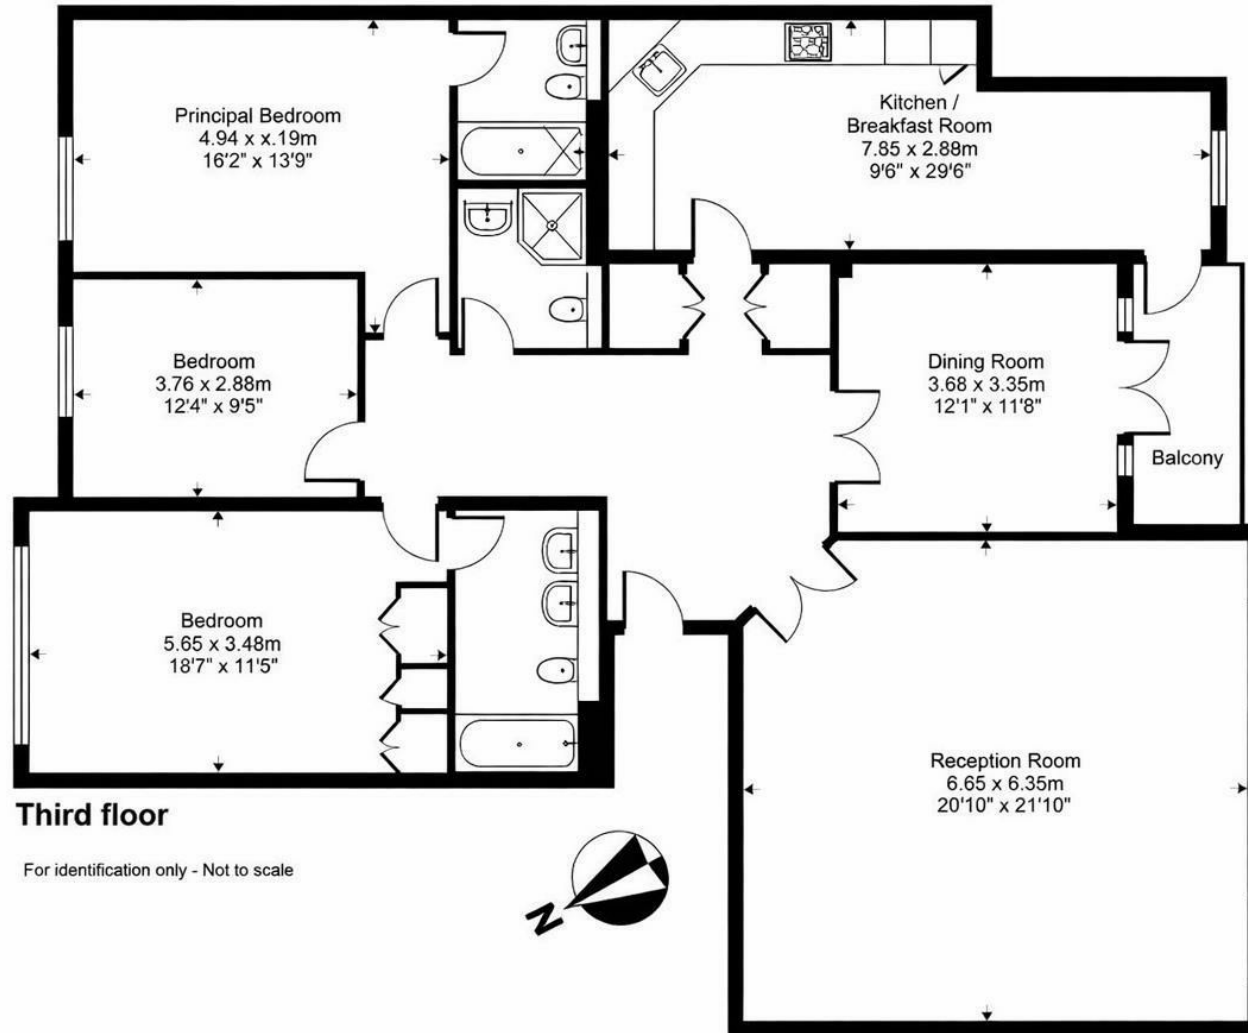 Principal Bedroom
4.94 x x.19m
16'2" x 13'9"
Kitchen /
Breakfast Room
7.85 x 2.88m
9'6" x 29'6"
Bedroom
3.76 x 2.88m
12'4" x 9'5"
Dining Room
3.68 x 3.35m
12'1" x 11'8"
Balcony
Bedroom
5.65 x 3.48m
18'7" x 11'5"
Reception Room
6.65 x 6.35m
20'10" x 21'10"
Third floor
For identification only - Not to scale
N